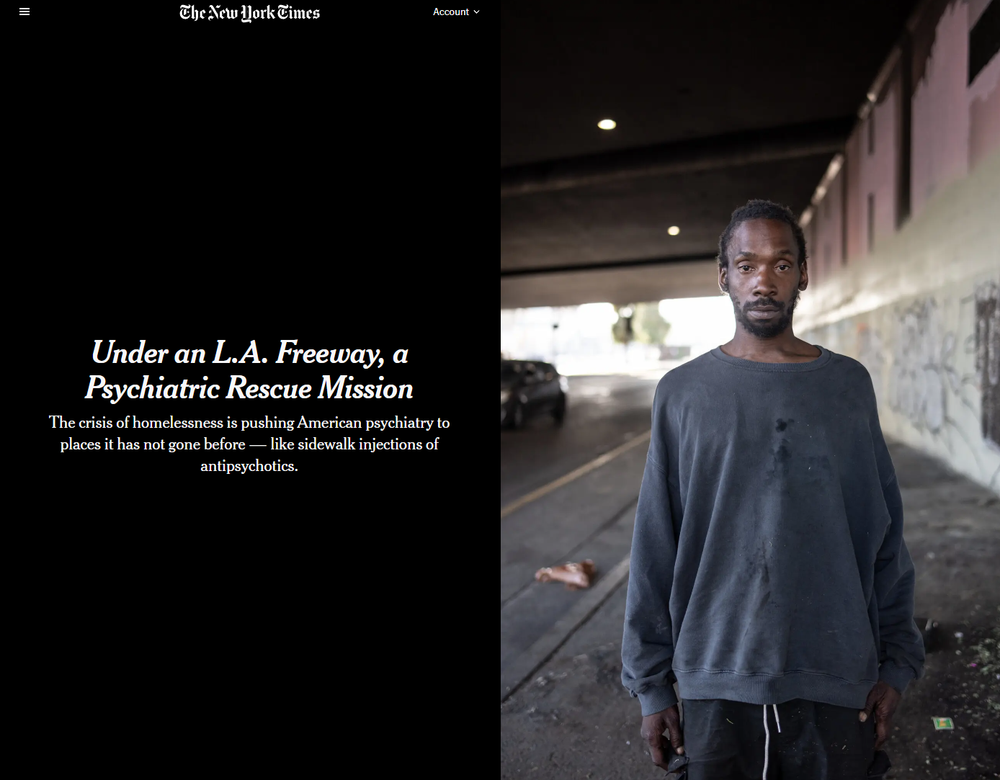 The New York Times
Account
Under an L.A. Freeway, a
Psychiatric Rescue Mission
The crisis of homelessness is pushing American psychiatry to
places it has not gone before — like sidewalk injections of
antipsychotics.